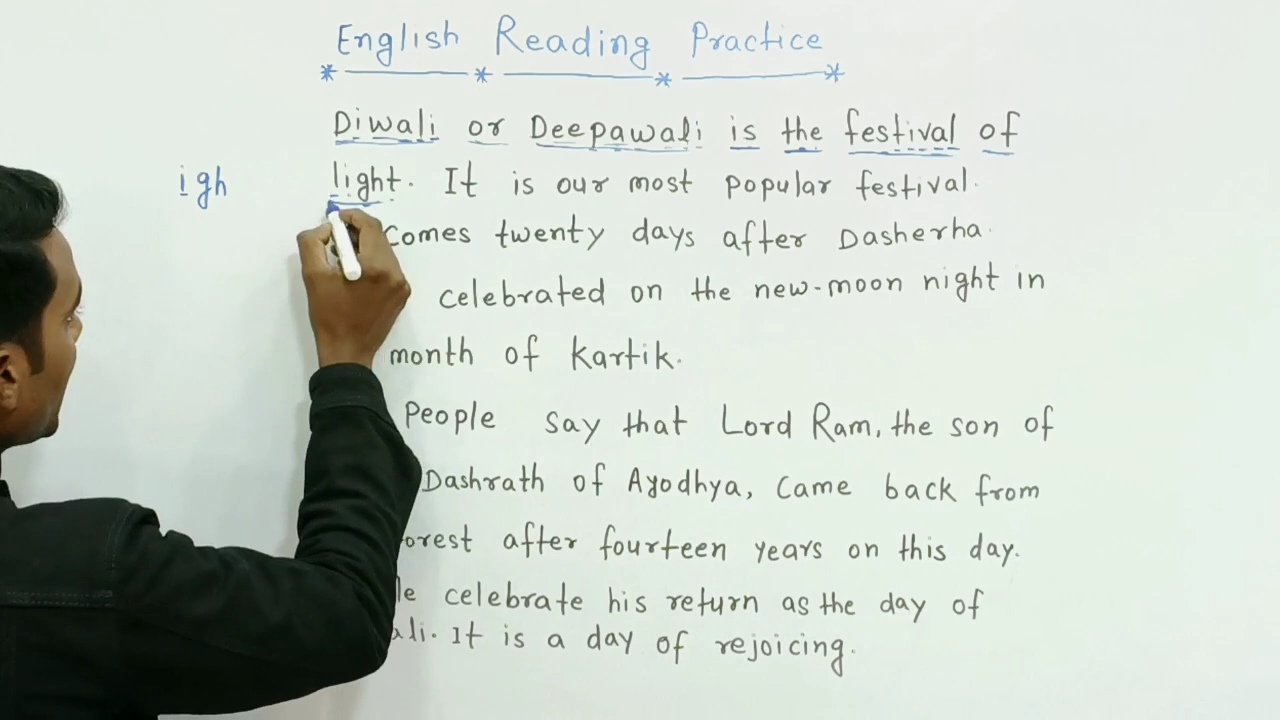 English Reading Practice
Diwali or Deepawali is the festival of
igh light. It is our most popular festival.
comes twenty days after Dasherha.
celebrated on the new-moon night in
month of Kartik.
People say that Lord Ram, the son of
Dashrath of Ayodhya, Came back from
after fourteen years on this day.
celebrate his return as the day of
It is a day of rejoicing.